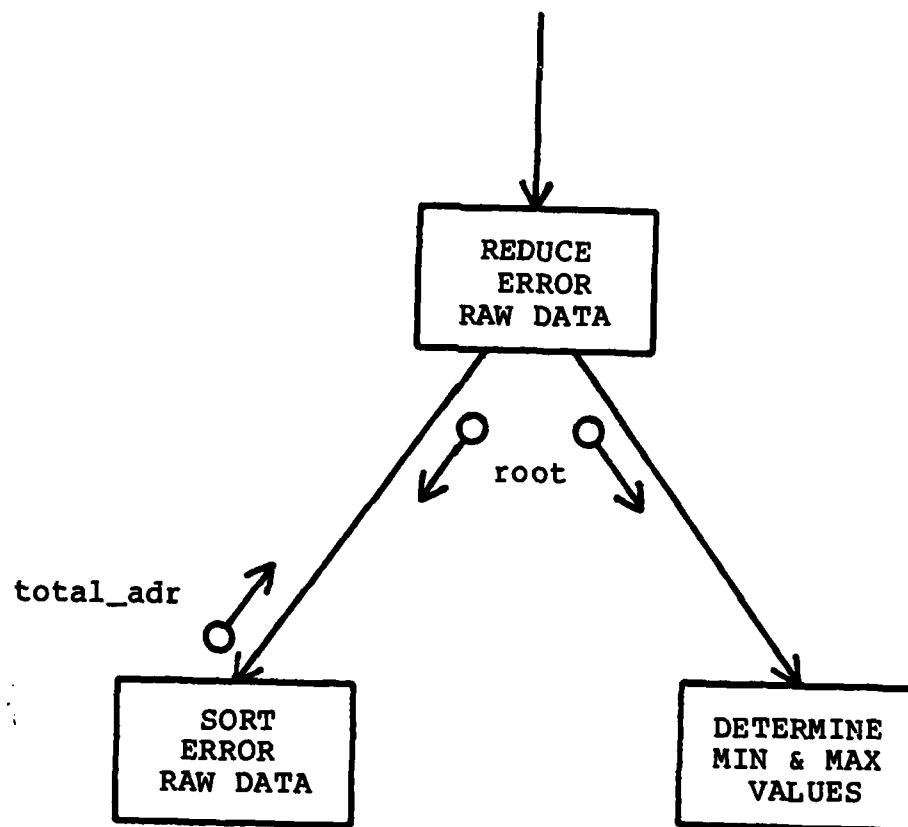 REDUCE
ERROR
RAW DATA
root
total_adr
SORT
ERROR
RAW DATA
DETERMINE
MIN & MAX
VALUES